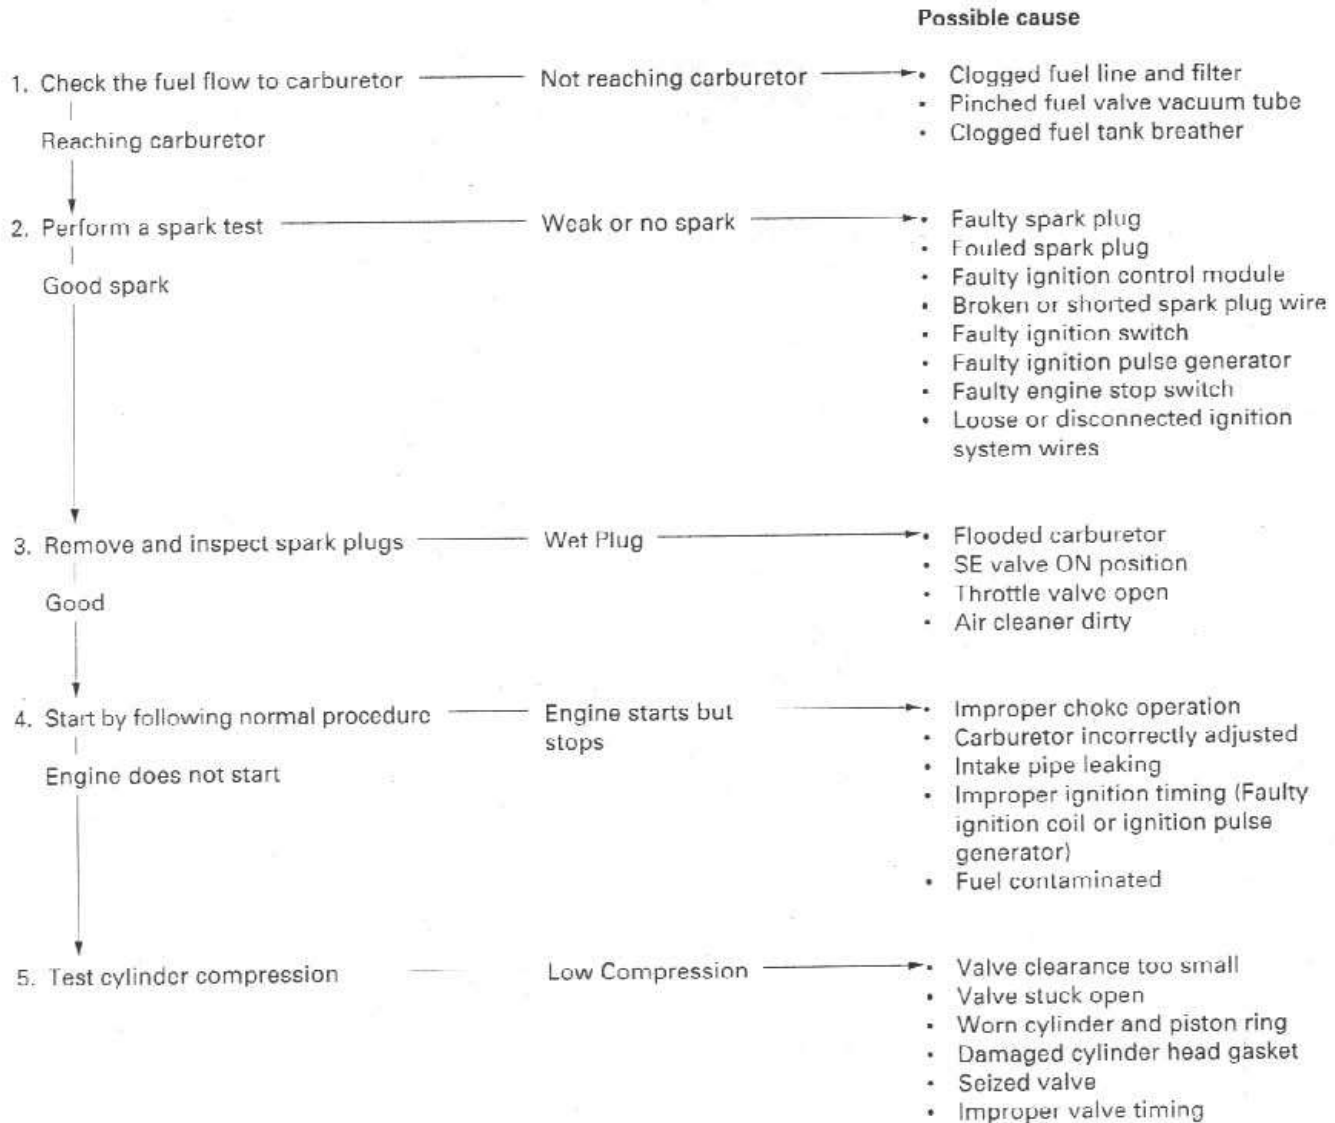 Possible cause
1. Check the fuel flow to carburetor Not reaching carburetor • Clogged fuel line and filter
• Pinched fuel valve vacuum tube
Reaching carburetor • Clogged fuel tank breather
2. Perform a spark test Weak or no spark • Faulty spark plug
• Fouled spark plug
Good spark • Faulty ignition control module
• Broken or shorted spark plug wire
• Faulty ignition switch
• Faulty ignition pulse generator
• Faulty engine stop switch
• Loose or disconnected ignition
system wires
3. Remove and inspect spark plugs Wet Plug • Flooded carburetor
• SE valve ON position
Good • Throttle valve open
• Air cleaner dirty
4. Start by following normal procedure Engine starts but • Improper choke operation
stops • Carburetor incorrectly adjusted
Engine does not start • Intake pipe leaking
• Improper ignition timing (Faulty
ignition coil or ignition pulse
generator)
• Fuel contaminated
5. Test cylinder compression Low Compression • Valve clearance too small
• Valve stuck open
• Worn cylinder and piston ring
• Damaged cylinder head gasket
• Seized valve
• Improper valve timing